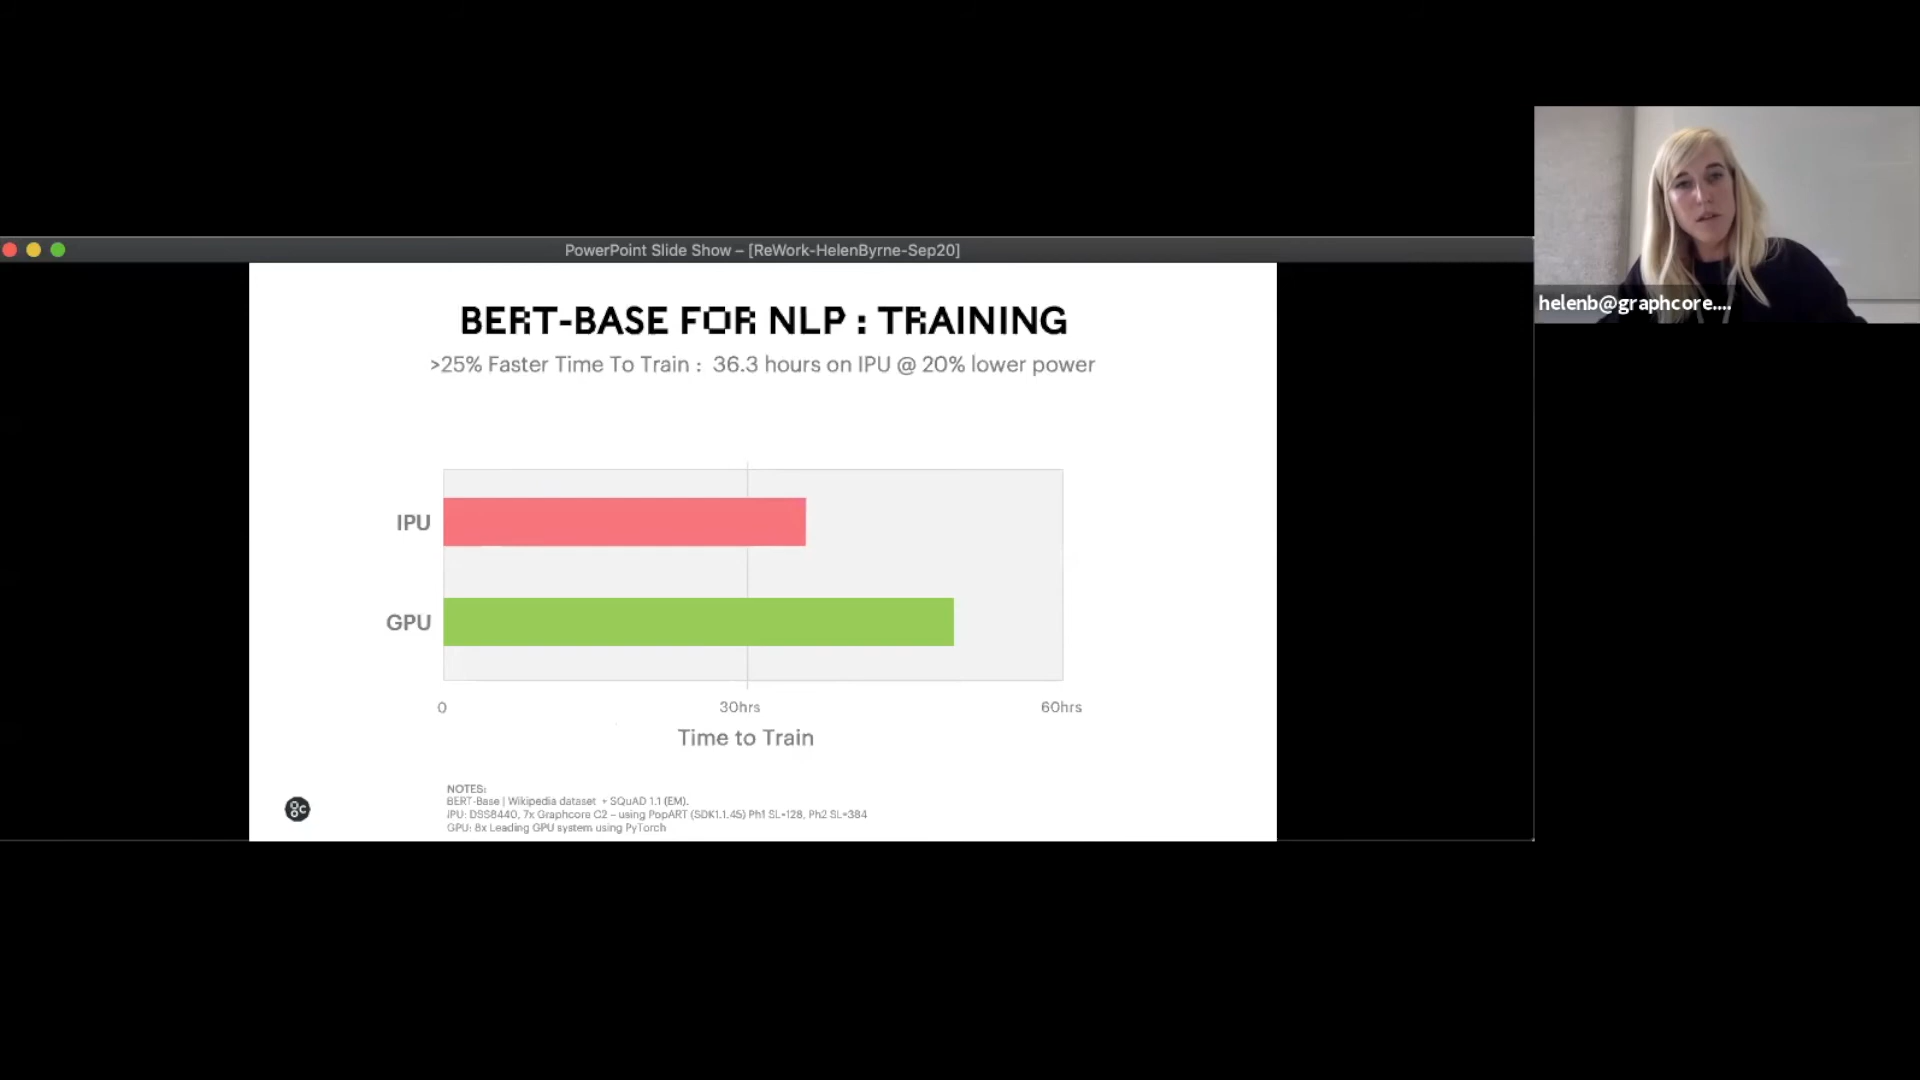 PowerPoint Slide Show – [ReWork-HelenByrne-Sep20]
helenb@graphcore....
BERT-BASE FOR NLP : TRAINING
>25% Faster Time To Train : 36.3 hours on IPU @ 20% lower power
IPU
GPU
0 30hrs 60hrs
Time to Train
NOTES:
BERT-Base | Wikipedia dataset + SQuAD 1.1 (EM).
IPU: DSS8440, 7x Graphcore C2 – using PopART (SDK1.1.45) Ph1 SL=128, Ph2 SL=384
GPU: 8x Leading GPU system using PyTorch
gc